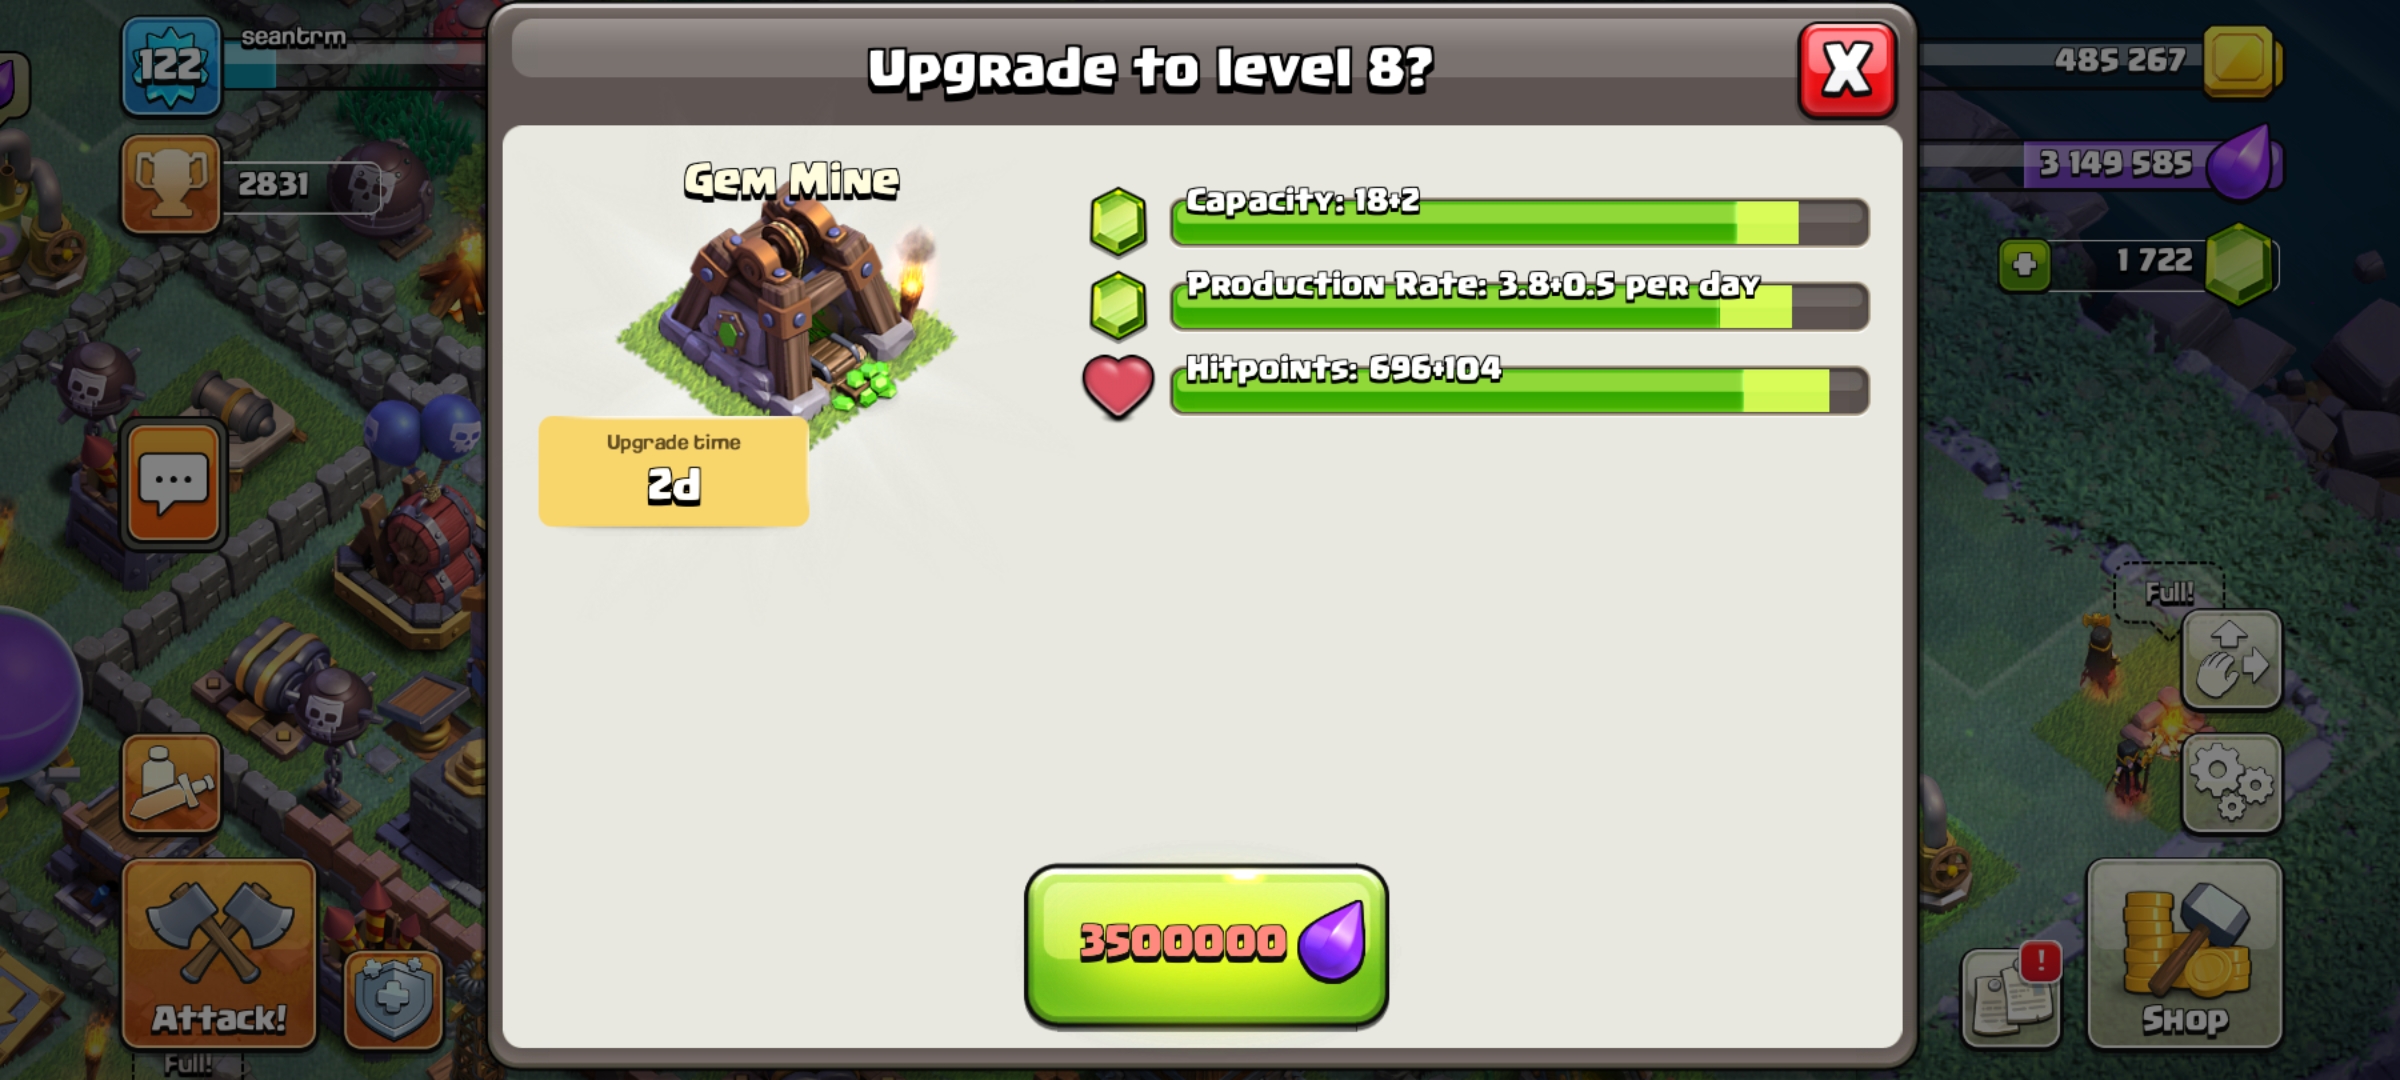 122
seantrm
2831
Upgrade to level 8?
X
485 267
3 149 585
1 722
Gem Mine
Capacity: 18+2
Production Rate: 3.8+0.5 per day
Hitpoints: 696+104
Upgrade time
2d
3500000
Full!
Attack!
Full!
!
Shop